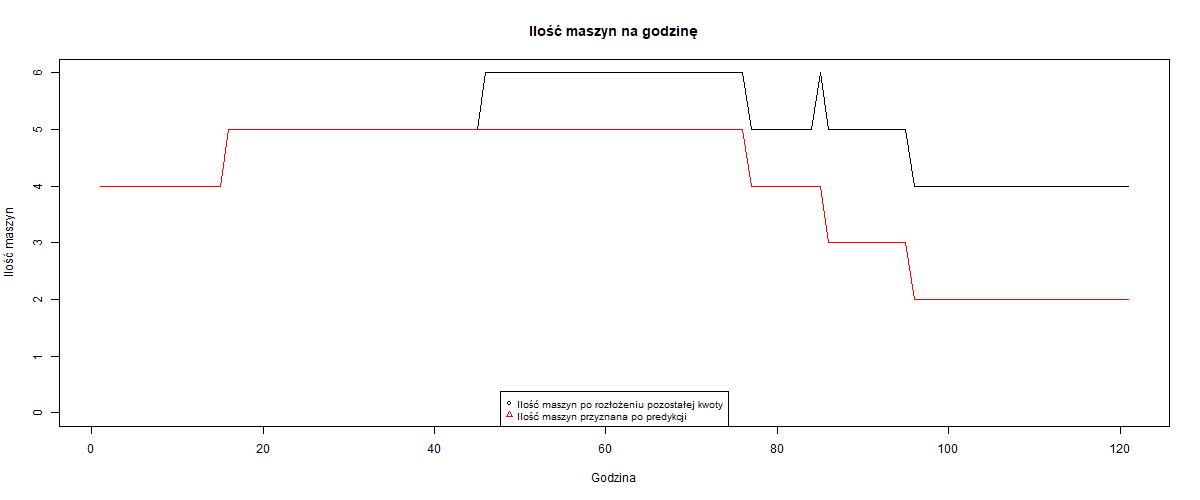 Ilość maszyn na godzinę
Ilość maszyn
6
5
4
3
2
1
0
Ilość maszyn po rozłożeniu pozostałej kwoty
Ilość maszyn przyznana po predykcji
0 20 40 60 80 100 120
Godzina